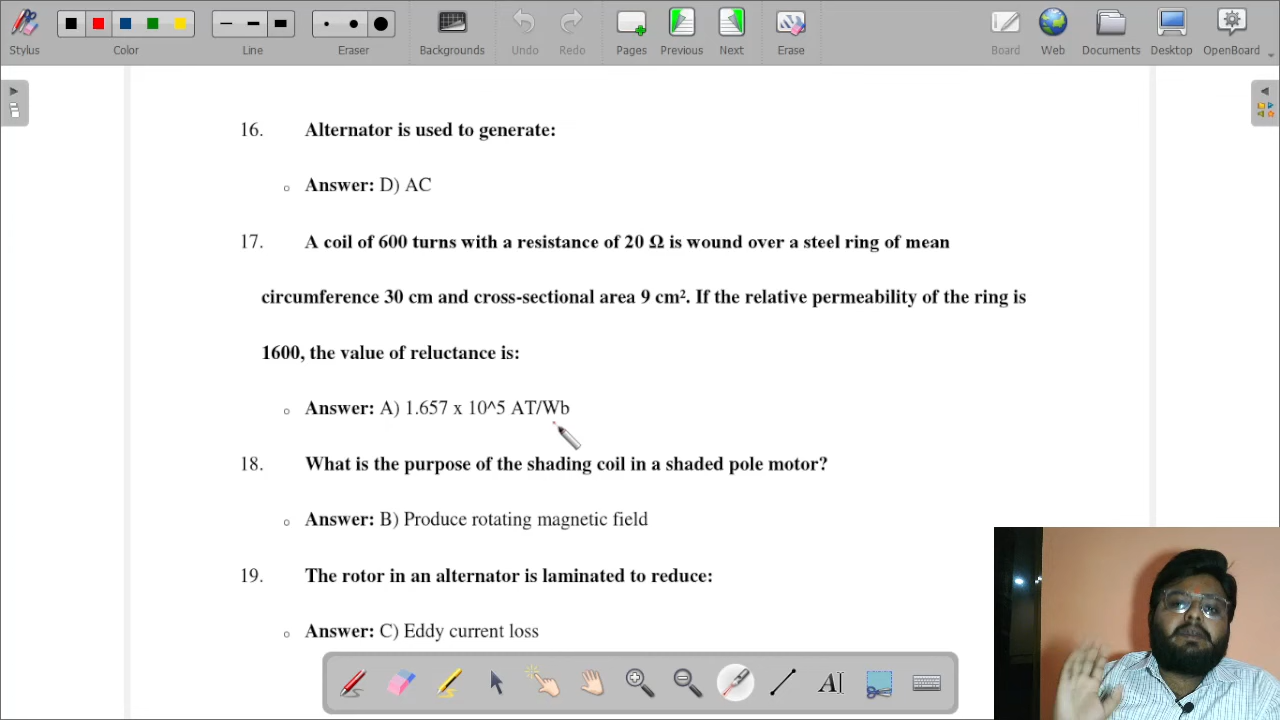 Stylus
Color
Line
Eraser
Backgrounds
Undo
Redo
Pages
Previous
Next
Erase
Board
Web
Documents
Desktop
OpenBoard
16. Alternator is used to generate:
o Answer: D) AC
17. A coil of 600 turns with a resistance of 20 Ω is wound over a steel ring of mean
circumference 30 cm and cross-sectional area 9 cm². If the relative permeability of the ring is
1600, the value of reluctance is:
o Answer: A) 1.657 x 10^5 AT/Wb
18. What is the purpose of the shading coil in a shaded pole motor?
o Answer: B) Produce rotating magnetic field
19. The rotor in an alternator is laminated to reduce:
o Answer: C) Eddy current loss
AI